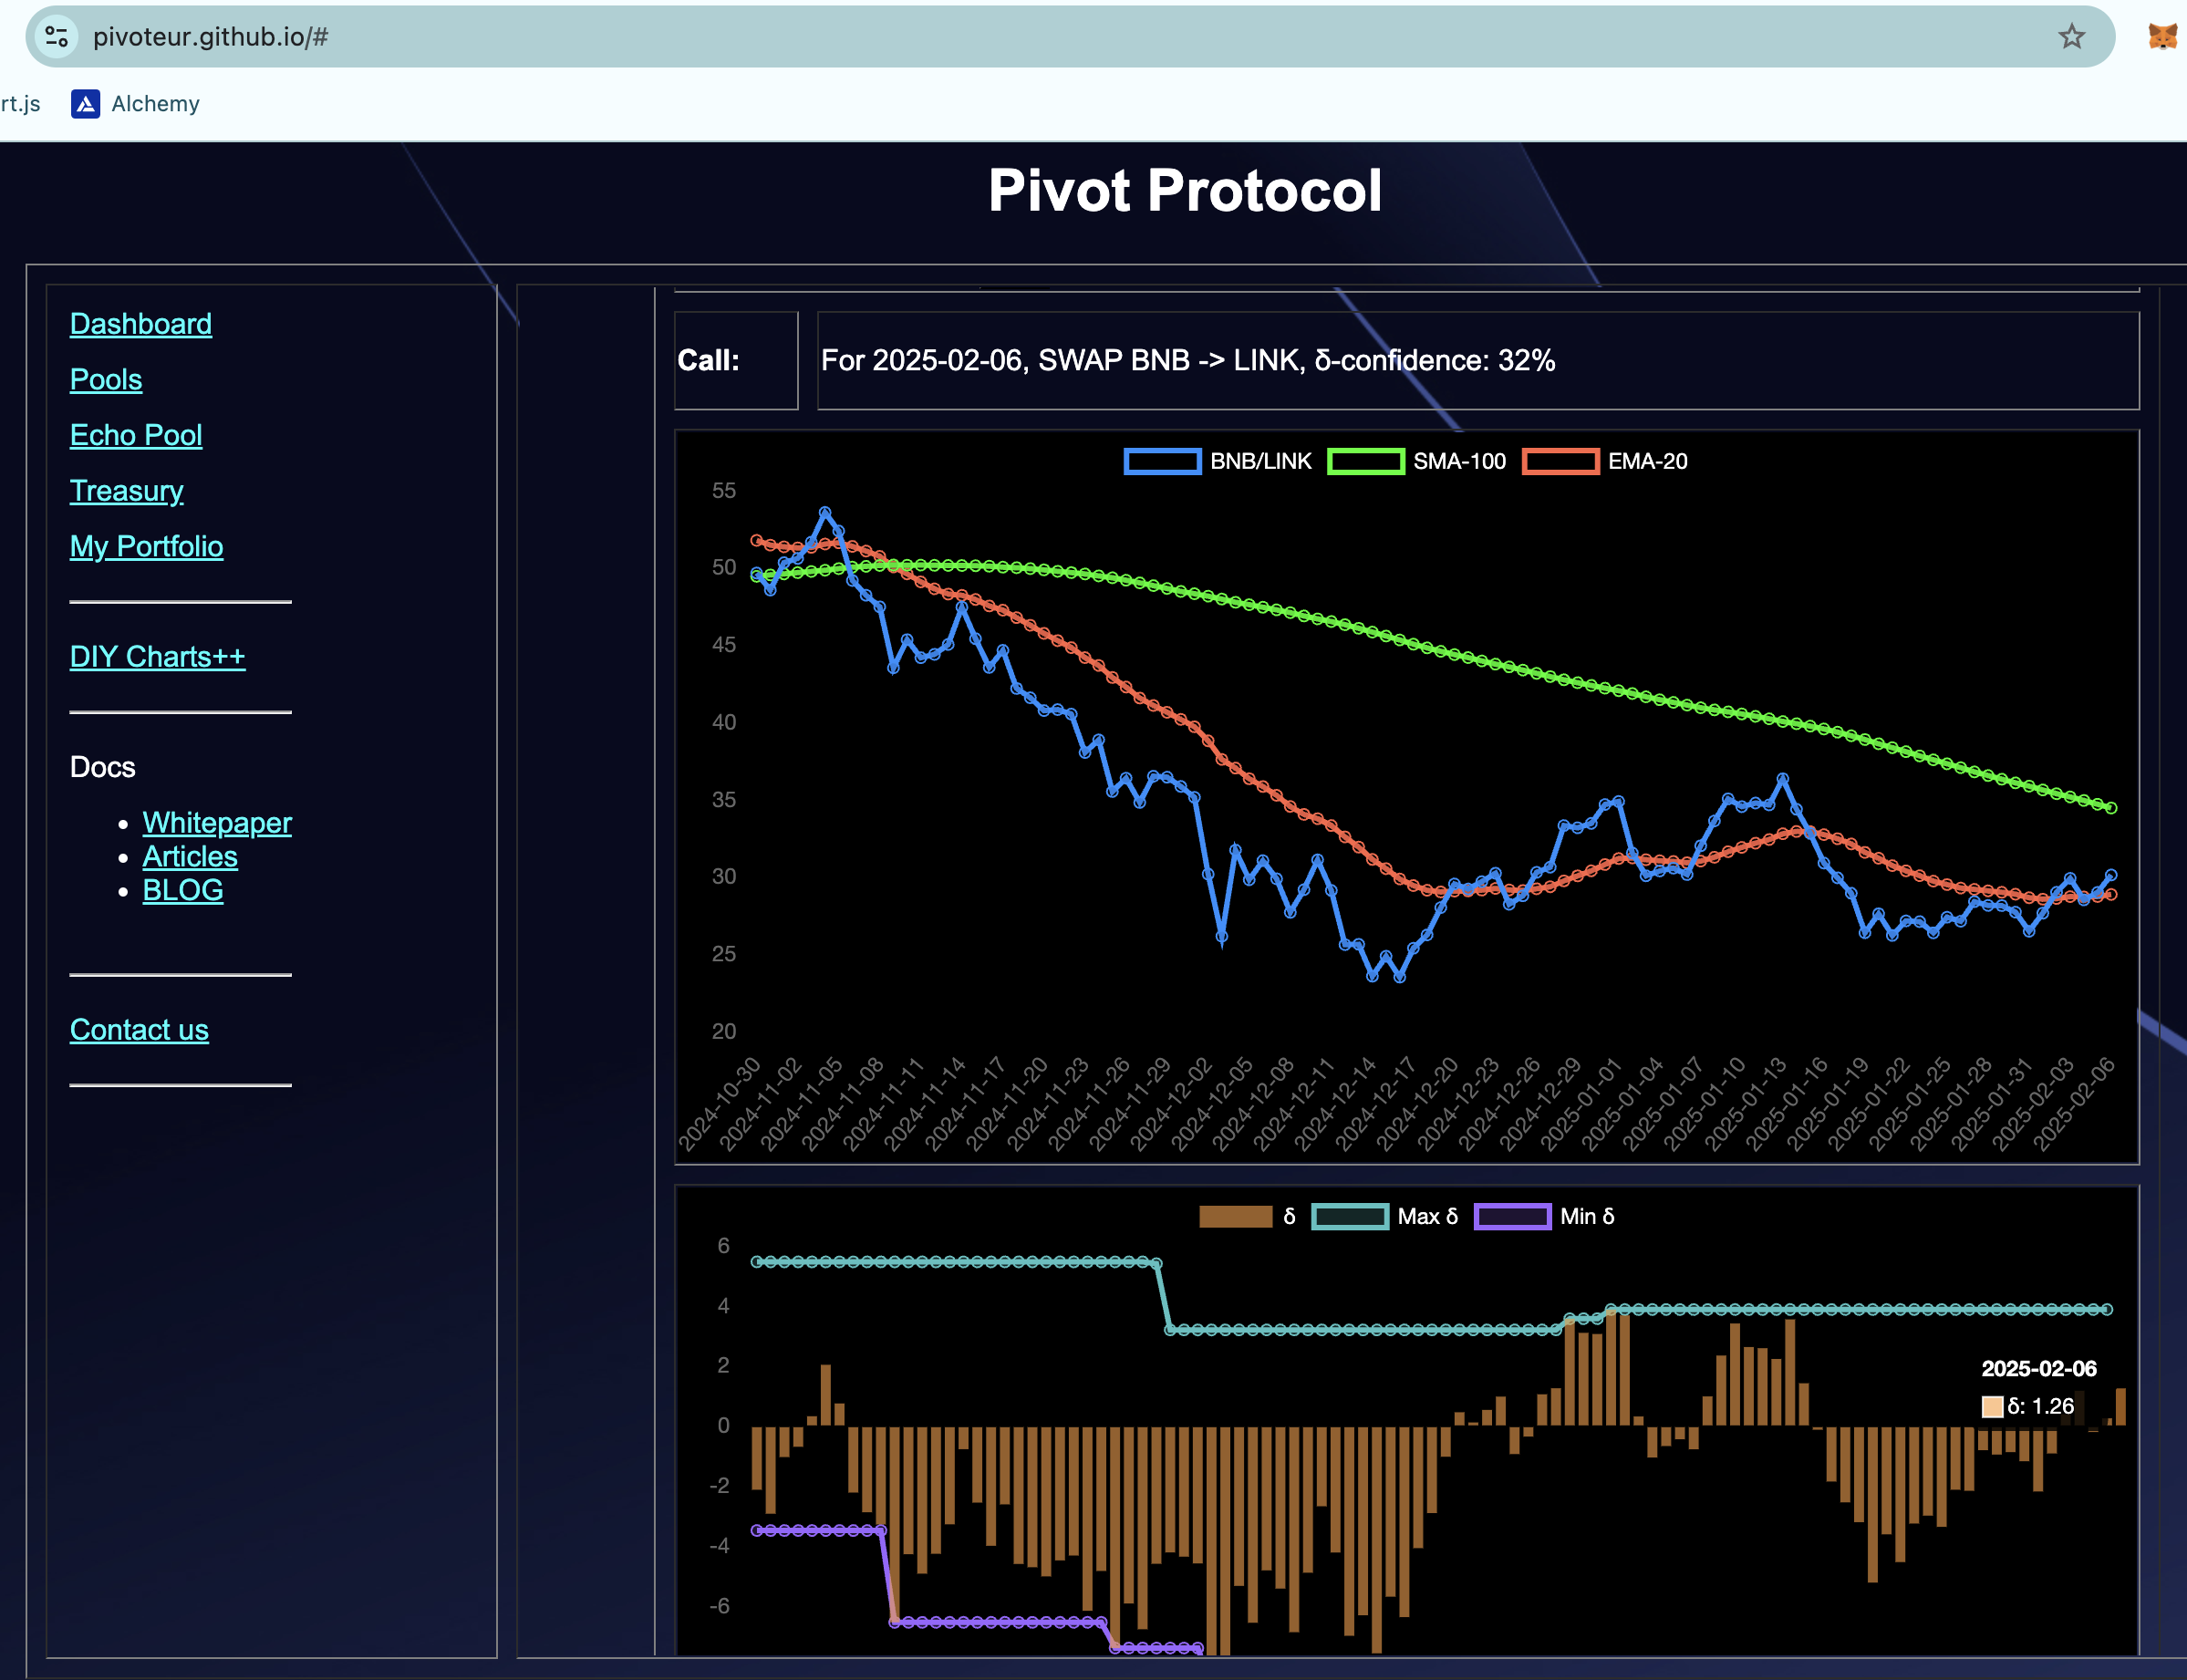 pivoteur.github.io/#
rt.js
Alchemy
Pivot Protocol
Dashboard
Pools
Echo Pool
Treasury
My Portfolio
DIY Charts++
Docs
Whitepaper
Articles
BLOG
Contact us
Call:
For 2025-02-06, SWAP BNB -> LINK, δ-confidence: 32%
BNB/LINK
SMA-100
EMA-20
55
50
45
40
35
30
25
20
2024-10-30
2024-11-02
2024-11-05
2024-11-08
2024-11-11
2024-11-14
2024-11-17
2024-11-20
2024-11-23
2024-11-26
2024-11-29
2024-12-02
2024-12-05
2024-12-08
2024-12-11
2024-12-14
2024-12-17
2024-12-20
2024-12-23
2024-12-26
2024-12-29
2025-01-01
2025-01-04
2025-01-07
2025-01-10
2025-01-13
2025-01-16
2025-01-19
2025-01-22
2025-01-25
2025-01-28
2025-01-31
2025-02-03
2025-02-06
δ
Max δ
Min δ
6
4
2
0
-2
-4
-6
2025-02-06
δ: 1.26